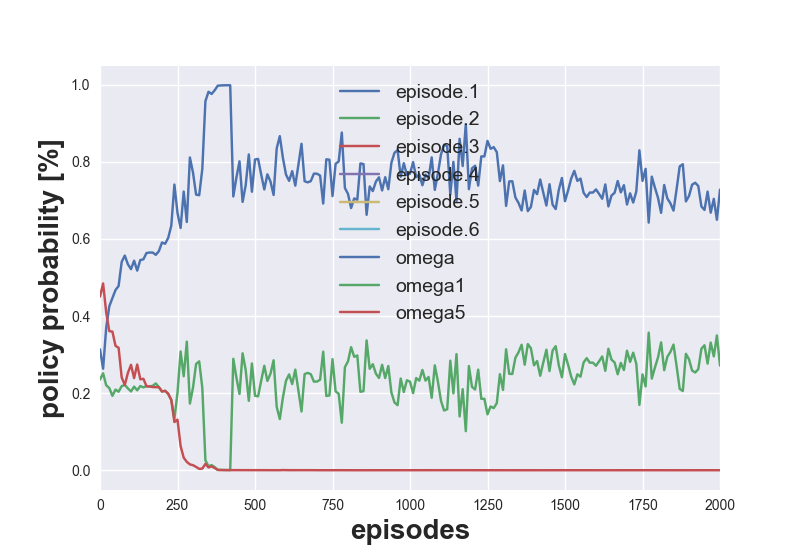 1.0
0.8
0.6
0.4
0.2
0.0
policy probability [%]
episode.1
episode.2
episode.3
episode.4
episode.5
episode.6
omega
omega1
omega5
0 250 500 750 1000 1250 1500 1750 2000
episodes